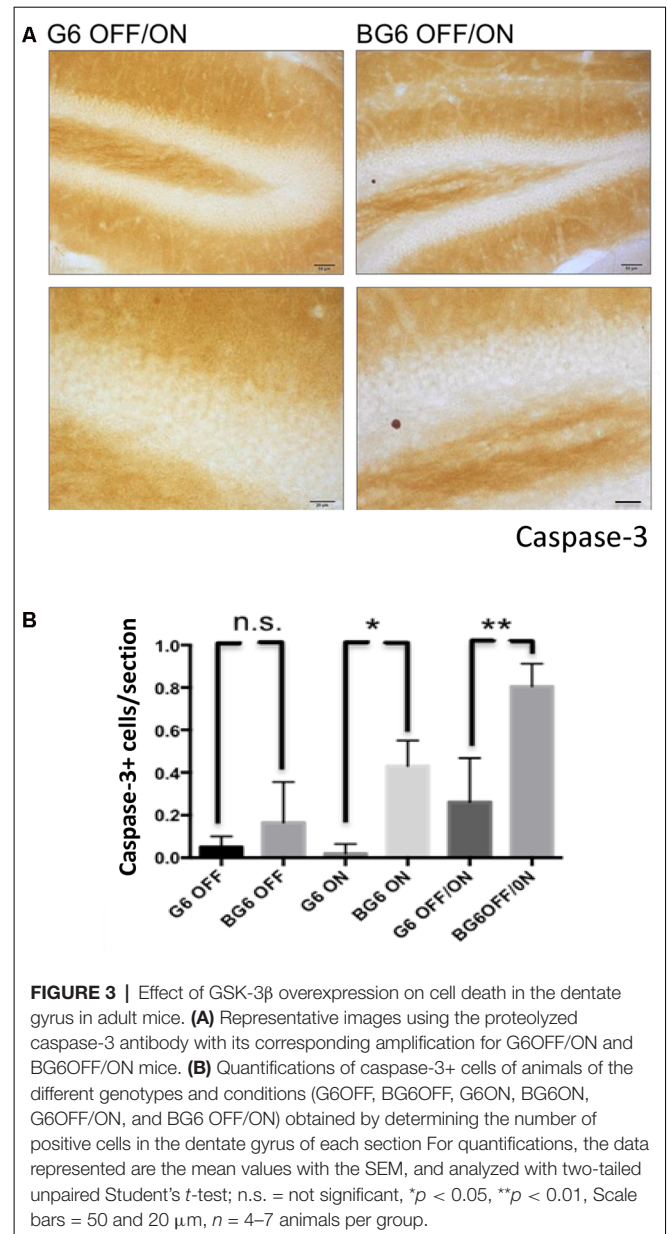 A G6 OFF/ON BG6 OFF/ON
50 µm
50 µm
20 µm
Caspase-3
B
n.s. * **
Caspase-3+ cells/section
1.0
0.8
0.6
0.4
0.2
0.0
G6 OFF
BG6 OFF
G6 ON
BG6 ON
G6 OFF/ON
BG6OFF/0N
FIGURE 3 | Effect of GSK-3β overexpression on cell death in the dentate
gyrus in adult mice. (A) Representative images using the proteolyzed
caspase-3 antibody with its corresponding amplification for G6OFF/ON and
BG6OFF/ON mice. (B) Quantifications of caspase-3+ cells of animals of the
different genotypes and conditions (G6OFF, BG6OFF, G6ON, BG6ON,
G6OFF/ON, and BG6 OFF/ON) obtained by determining the number of
positive cells in the dentate gyrus of each section For quantifications, the data
represented are the mean values with the SEM, and analyzed with two-tailed
unpaired Student's t-test; n.s. = not significant, *p < 0.05, **p < 0.01, Scale
bars = 50 and 20 µm, n = 4–7 animals per group.